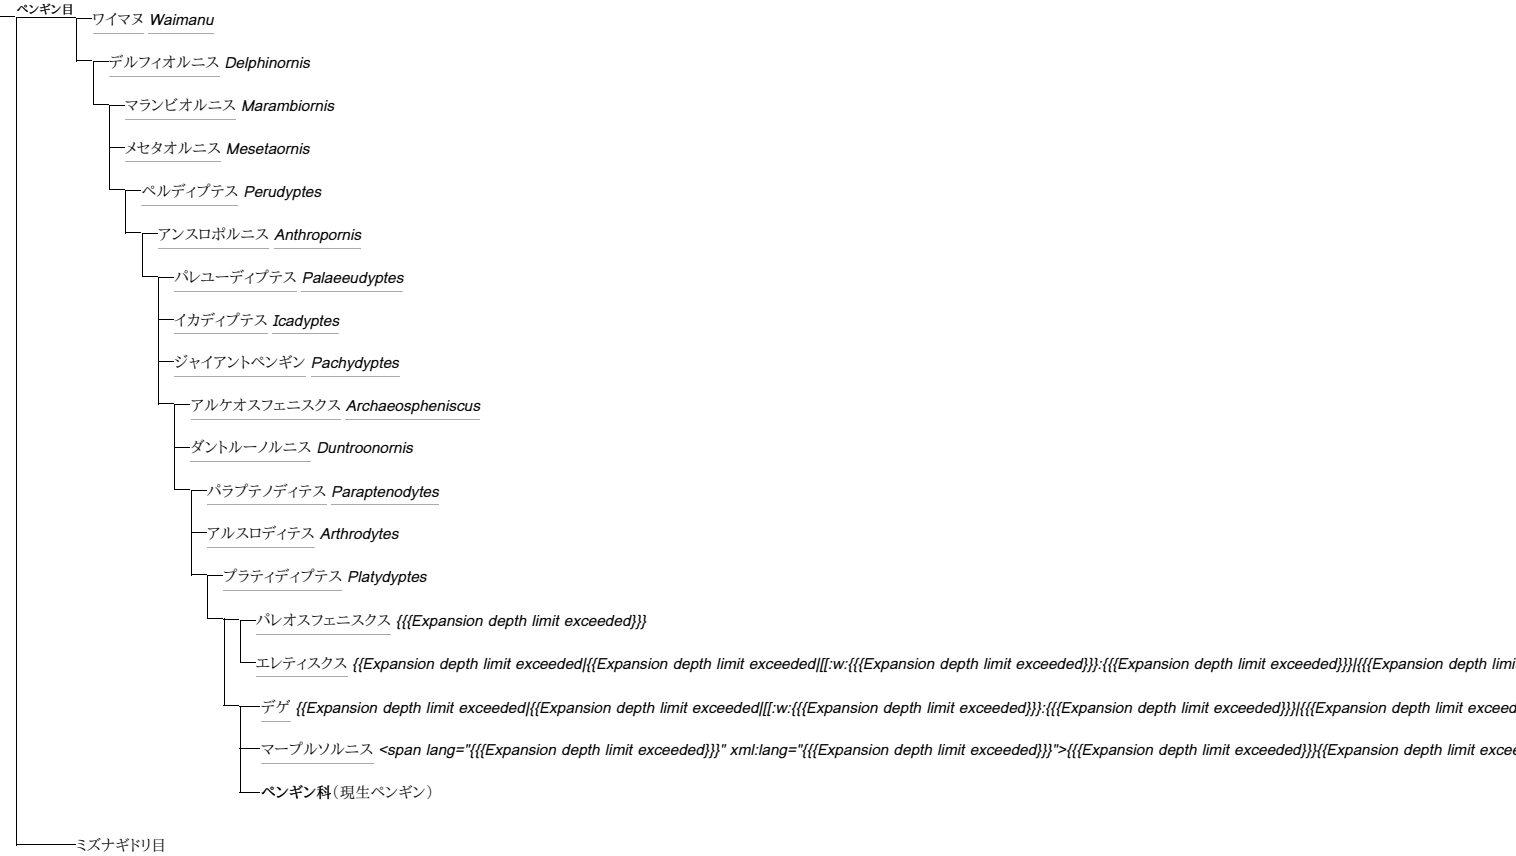 ペンギン目
ワイマヌ Waimanu
デルフィオルニス Delphinornis
マランビオルニス Marambiornis
メセタオルニス Mesetaornis
ペルディプテス Perudyptes
アンスロポルニス Anthropornis
パレユーディプテス Palaeeudyptes
イカディプテス Icadyptes
ジャイアントペンギン Pachydyptes
アルケオスフェニスクス Archaeospheniscus
ダントルーノルニス Duntroonornis
パラプテノディテス Paraptenodytes
アルスロディテス Arthrodytes
プラティディプテス Platydyptes
パレオスフェニスクス {{{Expansion depth limit exceeded}}}
エレティスクス {{Expansion depth limit exceeded|{{Expansion depth limit exceeded|[[:w:{{{Expansion depth limit exceeded}}}:{{{Expansion depth limit exceeded}}}|{{{Expansion depth limi
デゲ {{Expansion depth limit exceeded|{{Expansion depth limit exceeded|[[:w:{{{Expansion depth limit exceeded}}}:{{{Expansion depth limit exceeded}}}|{{{Expansion depth limit exceed
マープルソルニス <span lang="{{{Expansion depth limit exceeded}}}" xml:lang="{{{Expansion depth limit exceeded}}}">{{{Expansion depth limit exceeded}}}{{Expansion depth limit excee
ペンギン科（現生ペンギン）
ミズナギドリ目